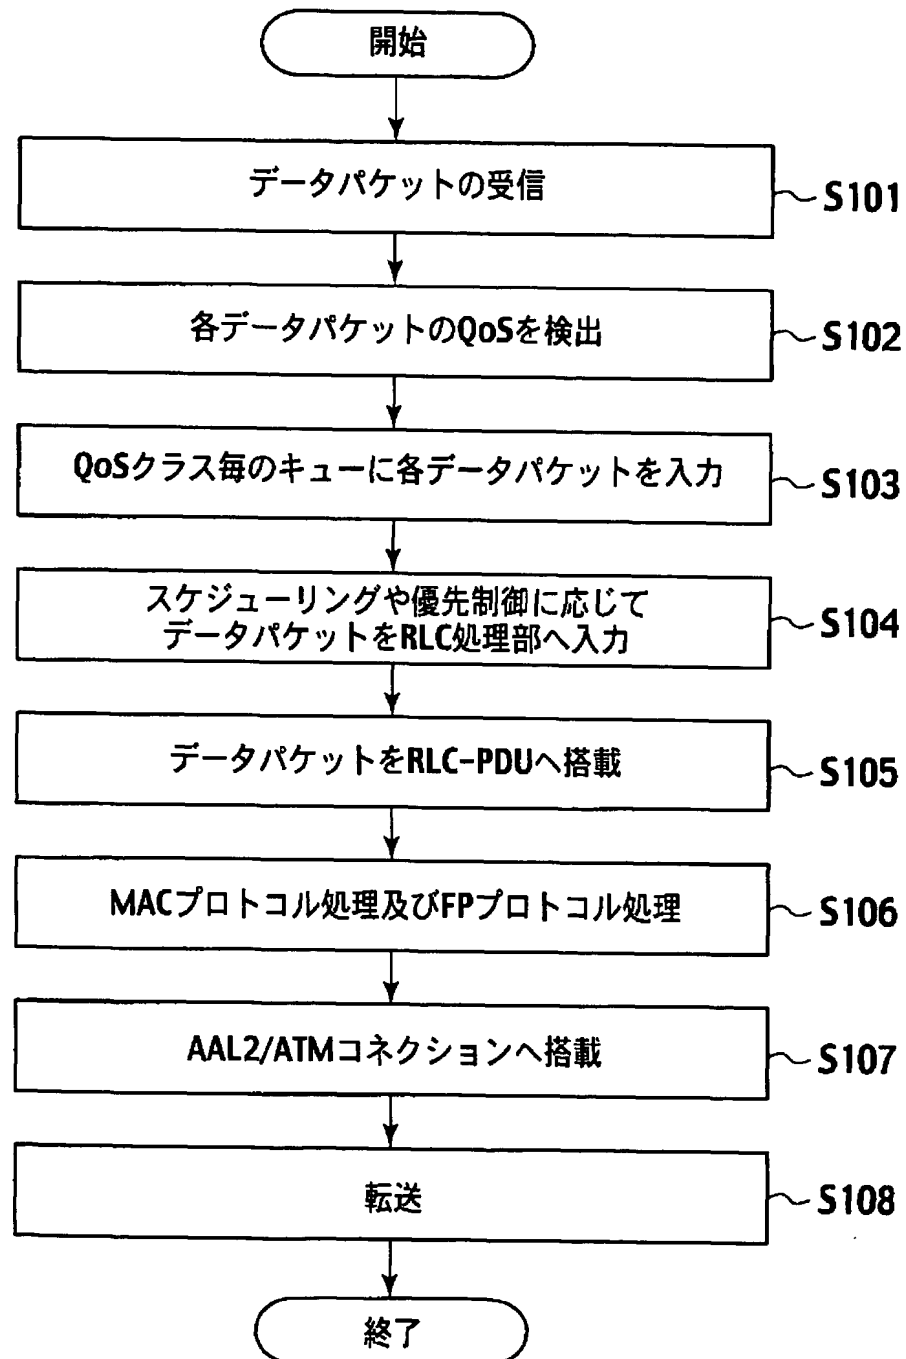 開始
データパケットの受信
S101
各データパケットのQoSを検出
S102
QoSクラス毎のキューに各データパケットを入力
S103
スケジューリングや優先制御に応じて
データパケットをRLC処理部へ入力
S104
データパケットをRLC-PDUへ搭載
S105
MACプロトコル処理及びFPプロトコル処理
S106
AAL2/ATMコネクションへ搭載
S107
転送
S108
終了